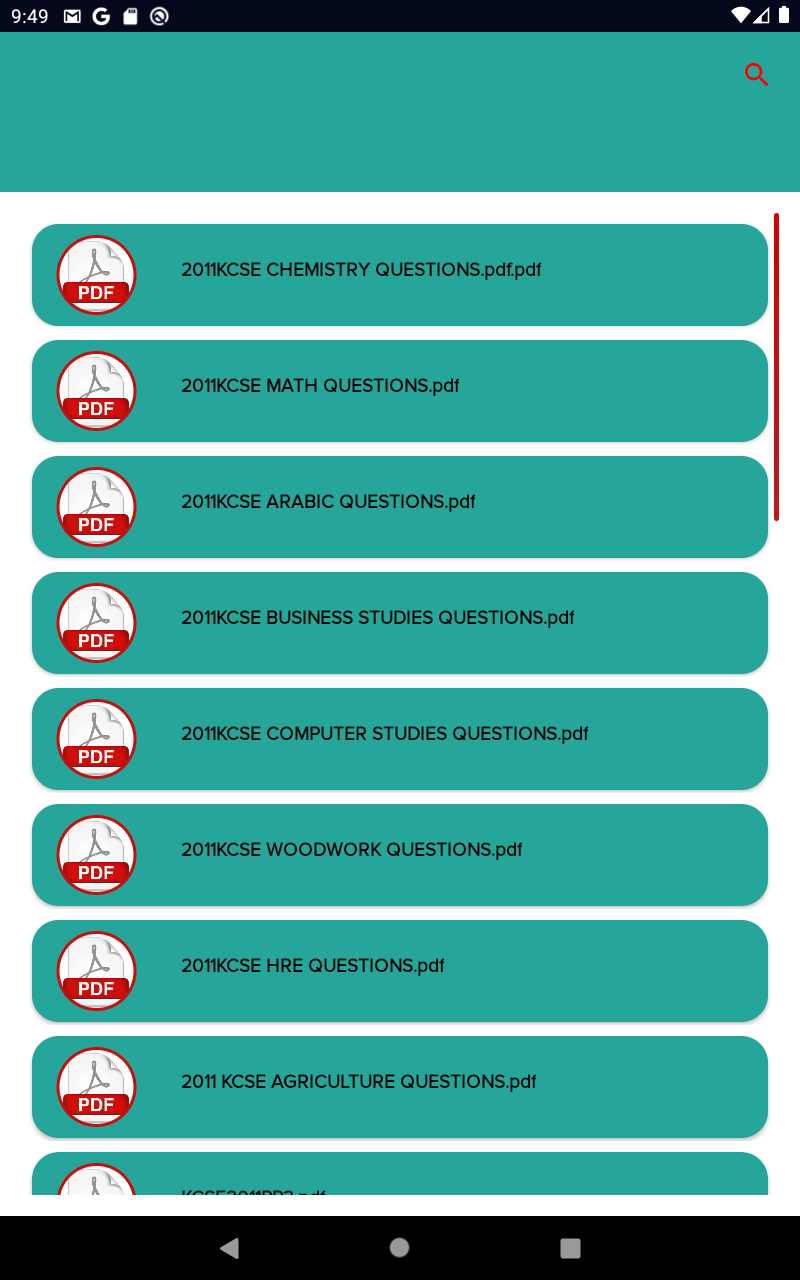 9:49
2011KCSE CHEMISTRY QUESTIONS.pdf.pdf
PDF
2011KCSE MATH QUESTIONS.pdf
PDF
2011KCSE ARABIC QUESTIONS.pdf
PDF
2011KCSE BUSINESS STUDIES QUESTIONS.pdf
PDF
2011KCSE COMPUTER STUDIES QUESTIONS.pdf
PDF
2011KCSE WOODWORK QUESTIONS.pdf
PDF
2011KCSE HRE QUESTIONS.pdf
PDF
2011 KCSE AGRICULTURE QUESTIONS.pdf
PDF